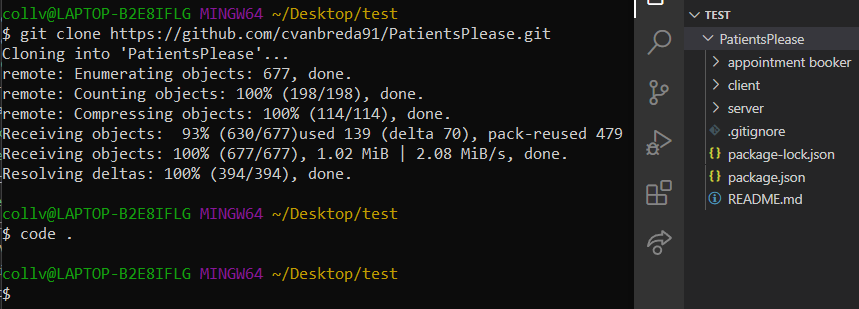 collv@LAPTOP-B2E8IFLG MINGW64 ~/Desktop/test
$ git clone https://github.com/cvanbreda91/PatientsPlease.git
Cloning into 'PatientsPlease'...
remote: Enumerating objects: 677, done.
remote: Counting objects: 100% (198/198), done.
remote: Compressing objects: 100% (114/114), done.
Receiving objects:  93% (630/677)used 139 (delta 70), pack-reused 479
Receiving objects: 100% (677/677), 1.02 MiB | 2.08 MiB/s, done.
Resolving deltas: 100% (394/394), done.
collv@LAPTOP-B2E8IFLG MINGW64 ~/Desktop/test
$ code .
collv@LAPTOP-B2E8IFLG MINGW64 ~/Desktop/test
$
TEST
PatientsPlease
appointment booker
client
server
.gitignore
{} package-lock.json
{} package.json
README.md